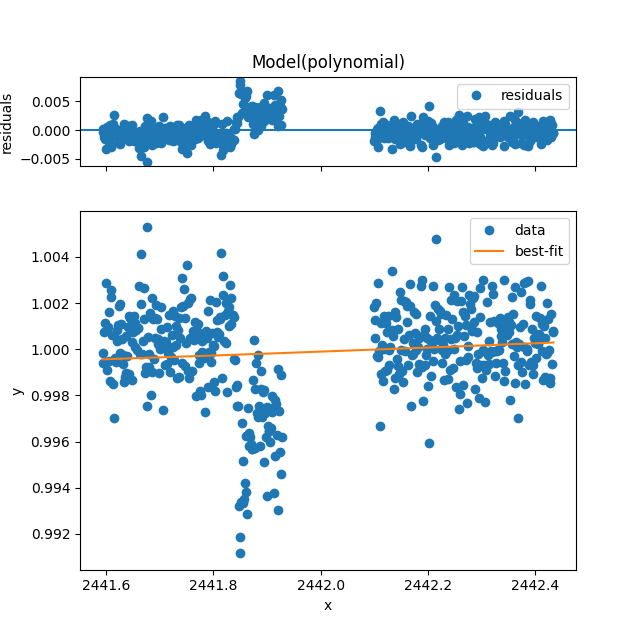 Model(polynomial)
residuals
0.005
0.000
−0.005
residuals
data
best-fit
y
1.004
1.002
1.000
0.998
0.996
0.994
0.992
2441.6 2441.8 2442.0 2442.2 2442.4
x